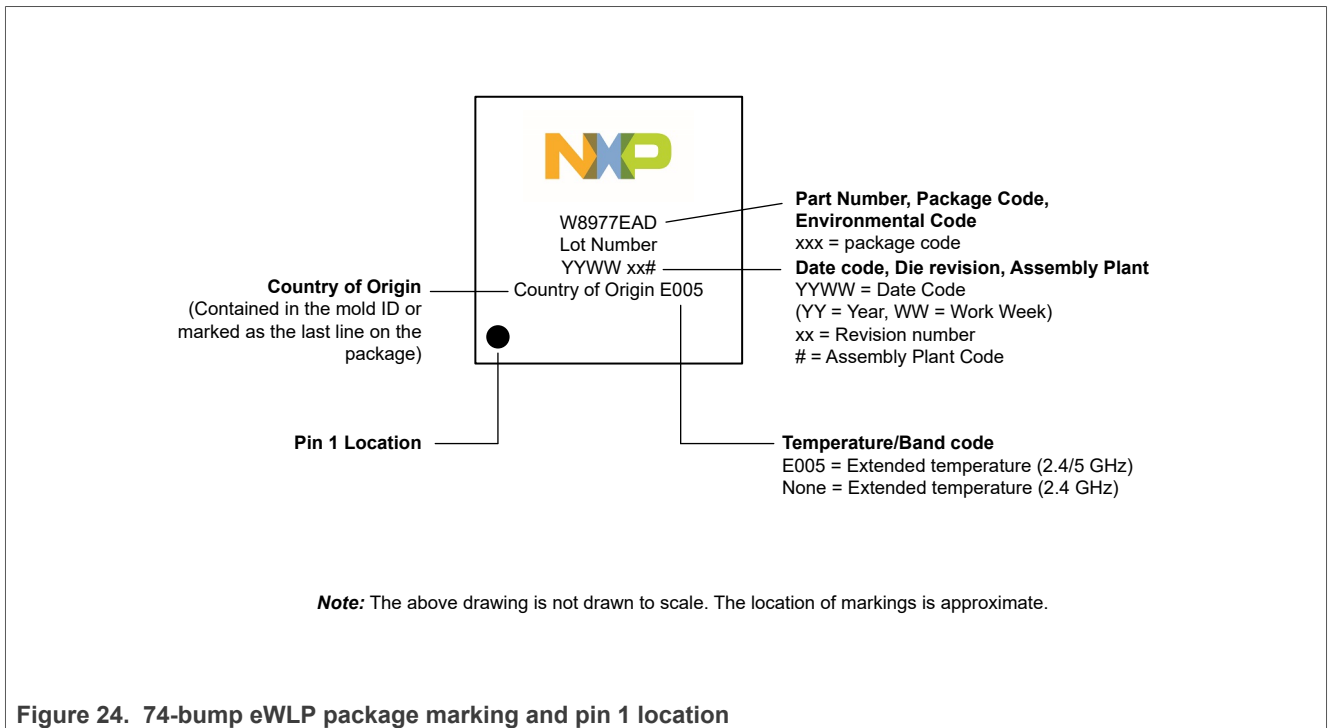 NXP
W8977EAD
Lot Number
YYWW xx#
Country of Origin E005
Country of Origin
(Contained in the mold ID or
marked as the last line on the
package)
Pin 1 Location
Part Number, Package Code,
Environmental Code
xxx = package code
Date code, Die revision, Assembly Plant
YYWW = Date Code
(YY = Year, WW = Work Week)
xx = Revision number
# = Assembly Plant Code
Temperature/Band code
E005 = Extended temperature (2.4/5 GHz)
None = Extended temperature (2.4 GHz)
Note: The above drawing is not drawn to scale. The location of markings is approximate.
Figure 24. 74-bump eWLP package marking and pin 1 location